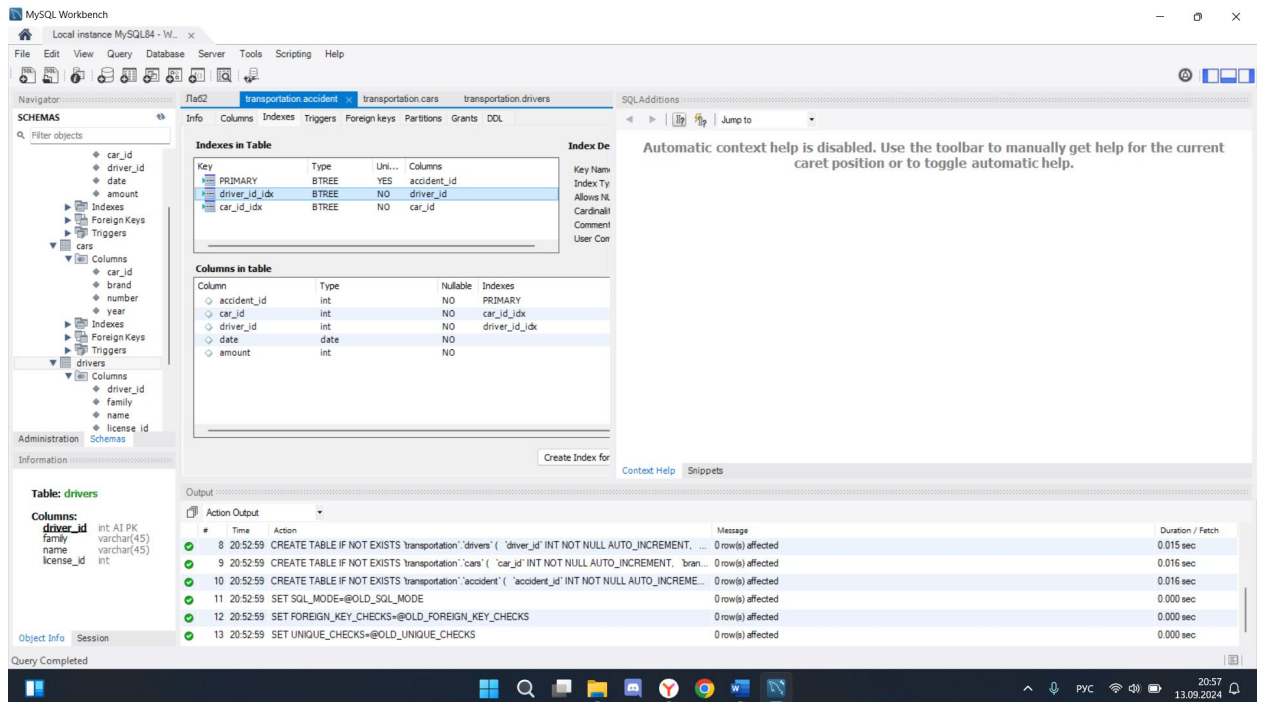 MySQL Workbench
Local instance MySQL84 - W...
File Edit View Query Database Server Tools Scripting Help
Navigator
SCHEMAS
Filter objects
car_id
driver_id
date
amount
Indexes
Foreign Keys
Triggers
cars
Columns
car_id
brand
number
year
Indexes
Foreign Keys
Triggers
drivers
Columns
driver_id
family
name
license_id
Administration Schemas
Information
Table: drivers
Columns:
driver_id int AI PK
family varchar(45)
name varchar(45)
license_id int
Object Info Session
Лаб2 transportation.accident transportation.cars transportation.drivers
Info Columns Indexes Triggers Foreign keys Partitions Grants DDL
Indexes in Table
Key Type Uni... Columns
PRIMARY BTREE YES accident_id
driver_id_idx BTREE NO driver_id
car_id_idx BTREE NO car_id
Index De
Key Name
Index Ty
Allows NU
Cardinalit
Comment
User Com
Columns in table
Column Type Nullable Indexes
accident_id int NO PRIMARY
car_id int NO car_id_idx
driver_id int NO driver_id_idx
date date NO
amount int NO
Create Index for
SQLAdditions
Jump to
Automatic context help is disabled. Use the toolbar to manually get help for the current
caret position or to toggle automatic help.
Context Help Snippets
Output
Action Output
# Time Action Message Duration / Fetch
8 20:52:59 CREATE TABLE IF NOT EXISTS `transportation`.`drivers` ( `driver_id` INT NOT NULL AUTO_INCREMENT, ... 0 row(s) affected 0.015 sec
9 20:52:59 CREATE TABLE IF NOT EXISTS `transportation`.`cars` ( `car_id` INT NOT NULL AUTO_INCREMENT, `bran... 0 row(s) affected 0.016 sec
10 20:52:59 CREATE TABLE IF NOT EXISTS `transportation`.`accident` ( `accident_id` INT NOT NULL AUTO_INCREME... 0 row(s) affected 0.016 sec
11 20:52:59 SET SQL_MODE=@OLD_SQL_MODE 0 row(s) affected 0.000 sec
12 20:52:59 SET FOREIGN_KEY_CHECKS=@OLD_FOREIGN_KEY_CHECKS 0 row(s) affected 0.000 sec
13 20:52:59 SET UNIQUE_CHECKS=@OLD_UNIQUE_CHECKS 0 row(s) affected 0.000 sec
Query Completed
РУС
20:57
13.09.2024